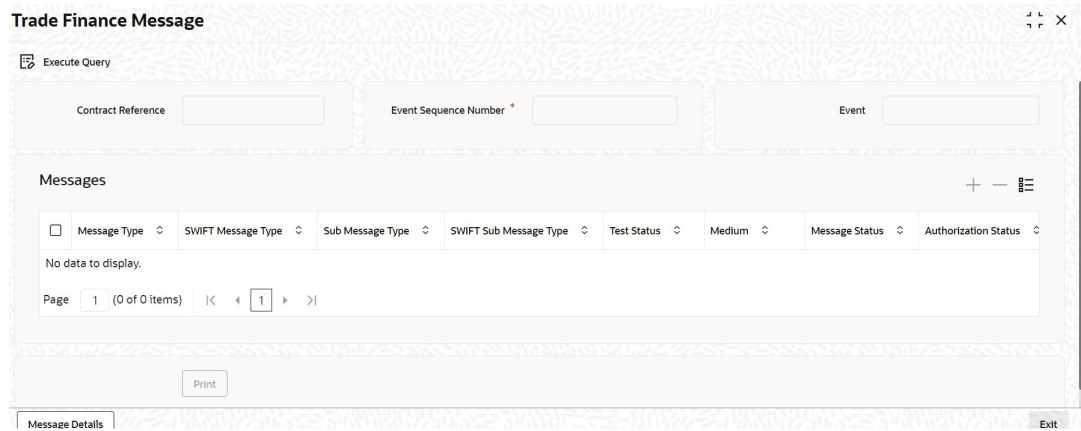 Trade Finance Message
Execute Query
Contract Reference
Event Sequence Number *
Event
Messages
Message Type SWIFT Message Type Sub Message Type SWIFT Sub Message Type Test Status Medium Message Status Authorization Status
No data to display.
Page 1 (0 of 0 items) 1
Print
Message Details Exit